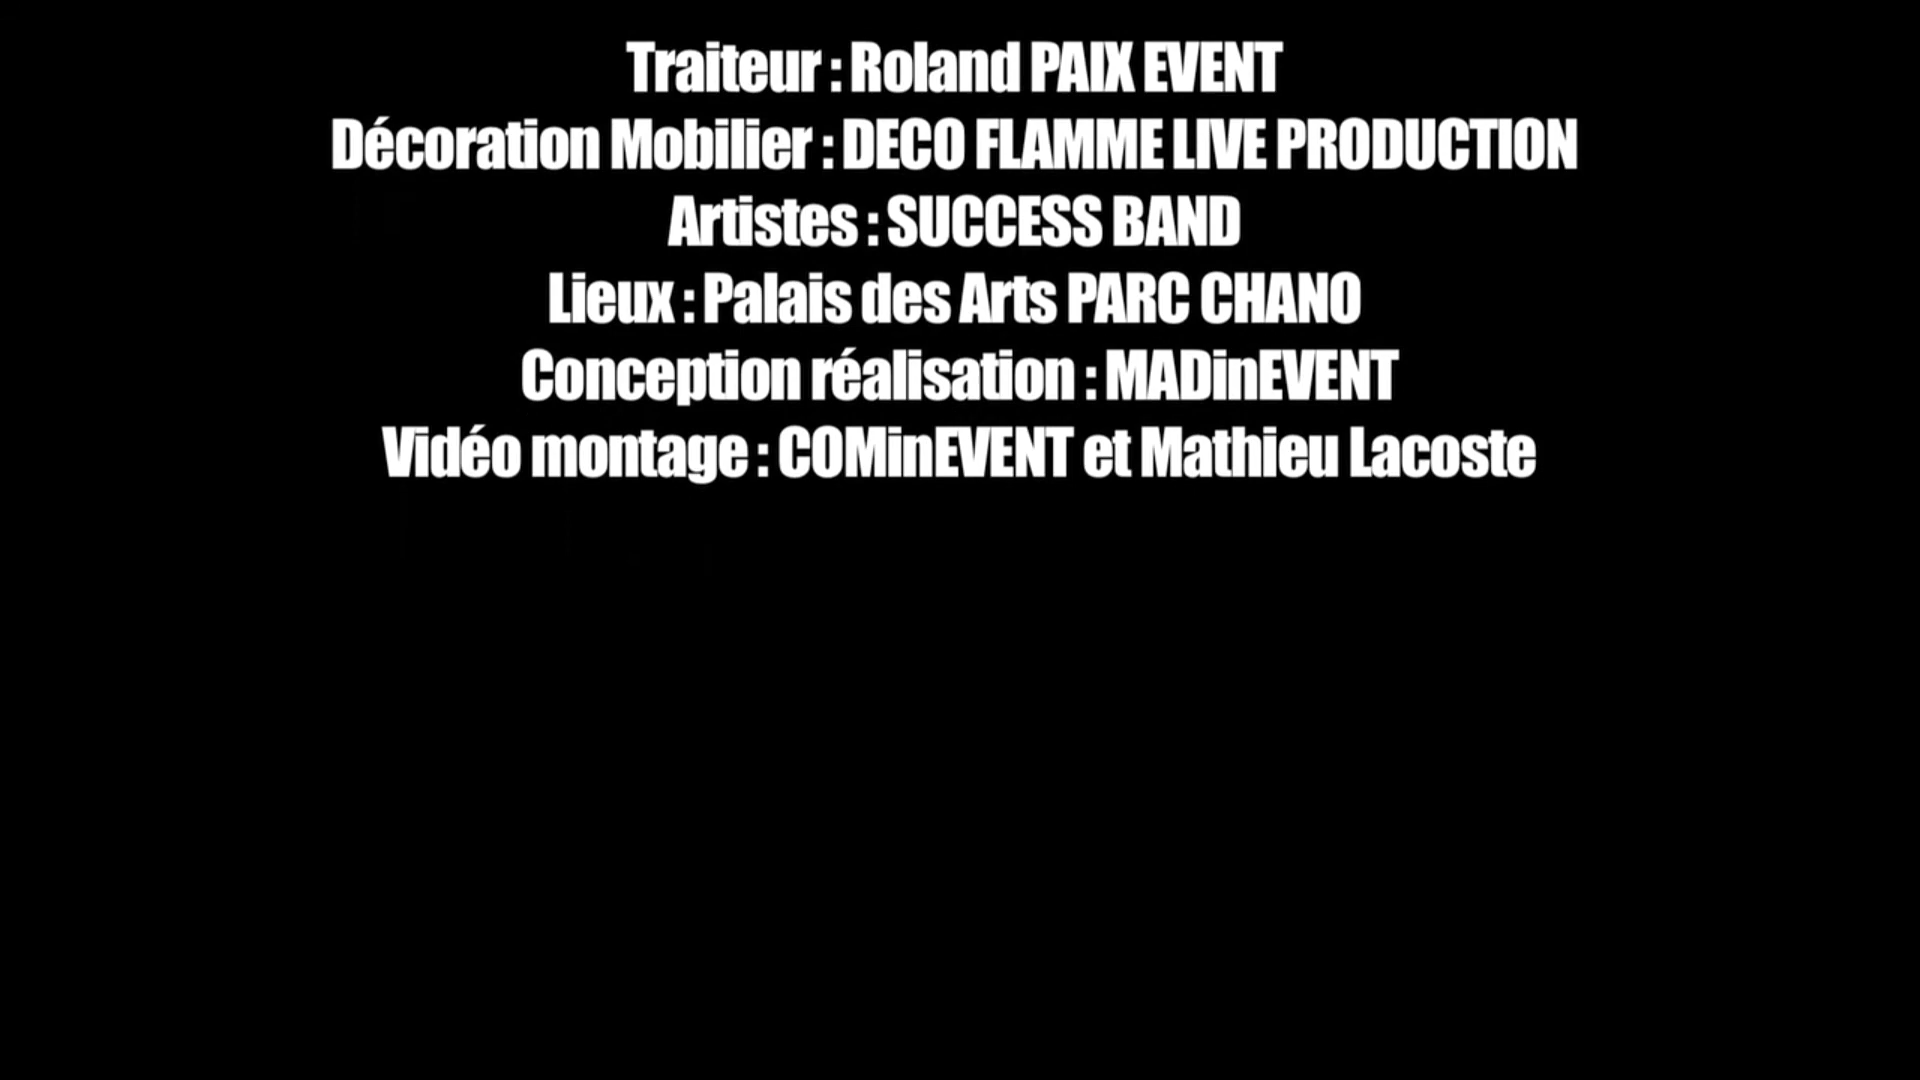 Traiteur : Roland PAIX EVENT
Décoration Mobilier : DECO FLAMME LIVE PRODUCTION
Artistes : SUCCESS BAND
Lieux : Palais des Arts PARC CHANO
Conception réalisation : MADinEVENT
Vidéo montage : COMinEVENT et Mathieu Lacoste